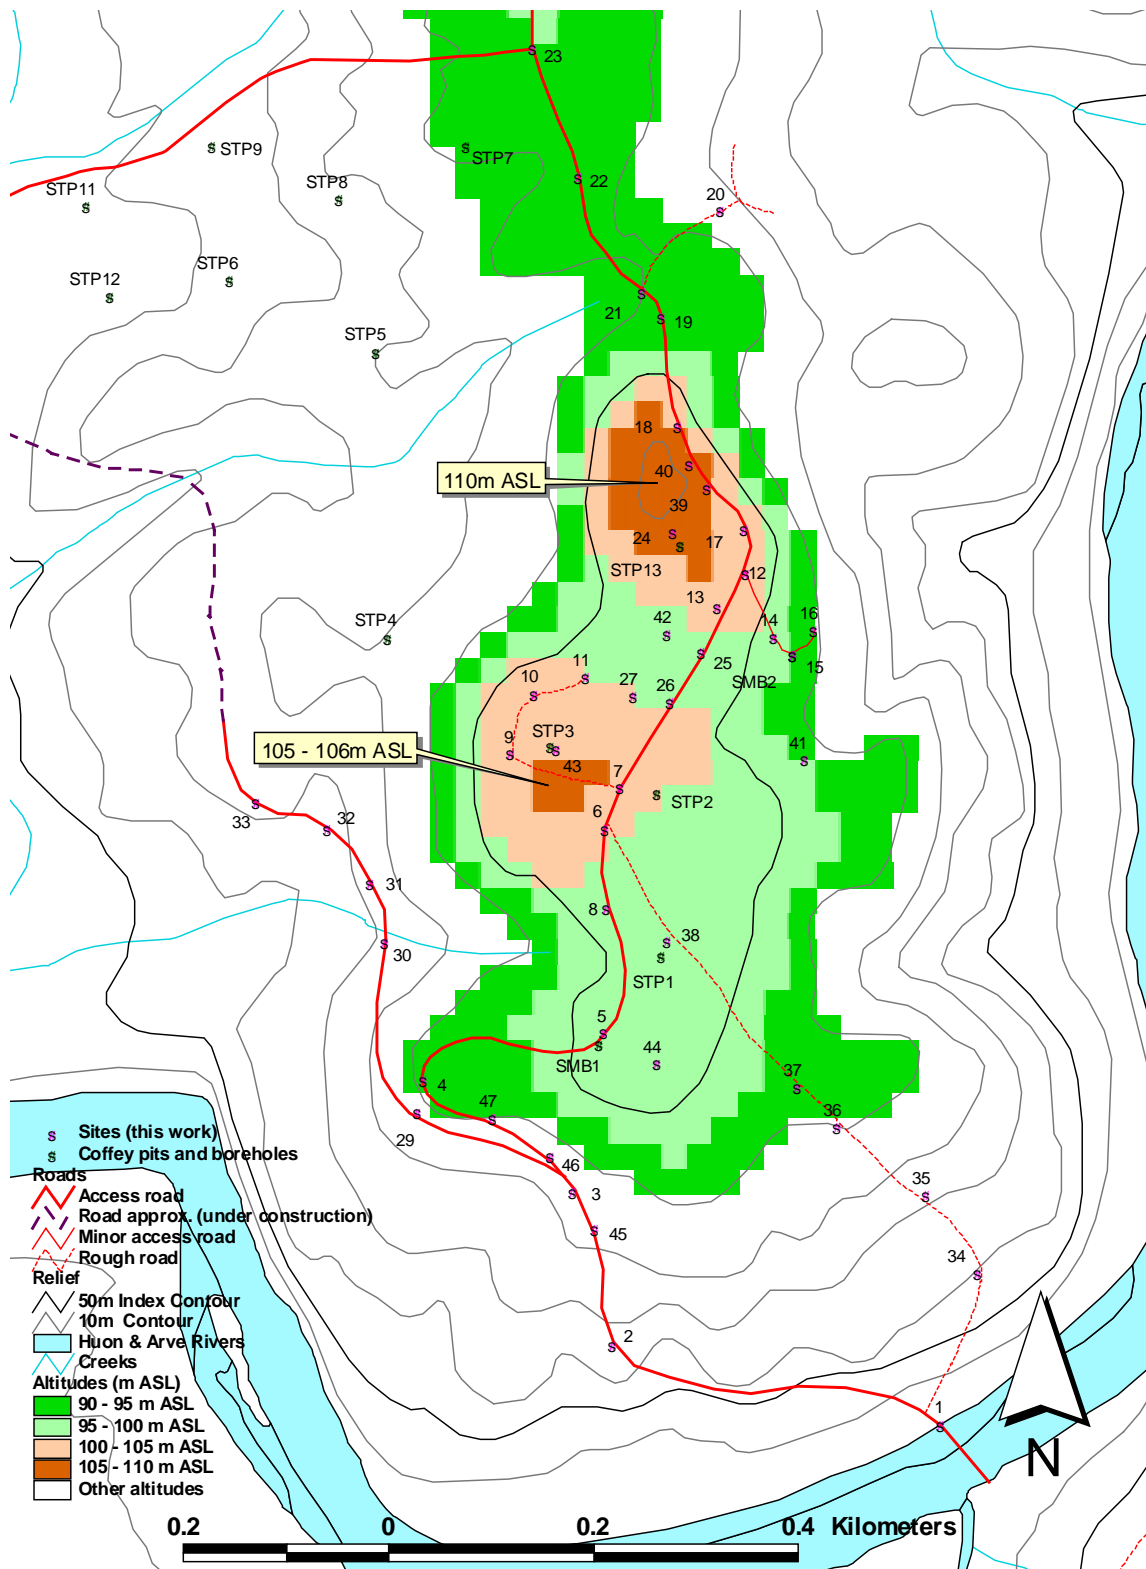 23
STP9
STP7
STP8
22
STP11
20
STP6
STP12
21
19
STP5
18
40
110m ASL
39
24
17
STP13
12
13
16
STP4
42
14
11
25
15
10
27
26
SMB2
9
STP3
41
105 - 106m ASL
43
7
STP2
6
33
32
31
8
38
30
STP1
5
44
SMB1
4
37
47
36
29
46
35
3
45
34
2
1
Sites (this work)
Coffey pits and boreholes
Roads
Access road
Road approx. (under construction)
Minor access road
Rough road
Relief
50m Index Contour
10m Contour
Huon & Arve Rivers
Creeks
Altitudes (m ASL)
90 - 95 m ASL
95 - 100 m ASL
100 - 105 m ASL
105 - 110 m ASL
Other altitudes
N
0.2 0 0.2 0.4 Kilometers